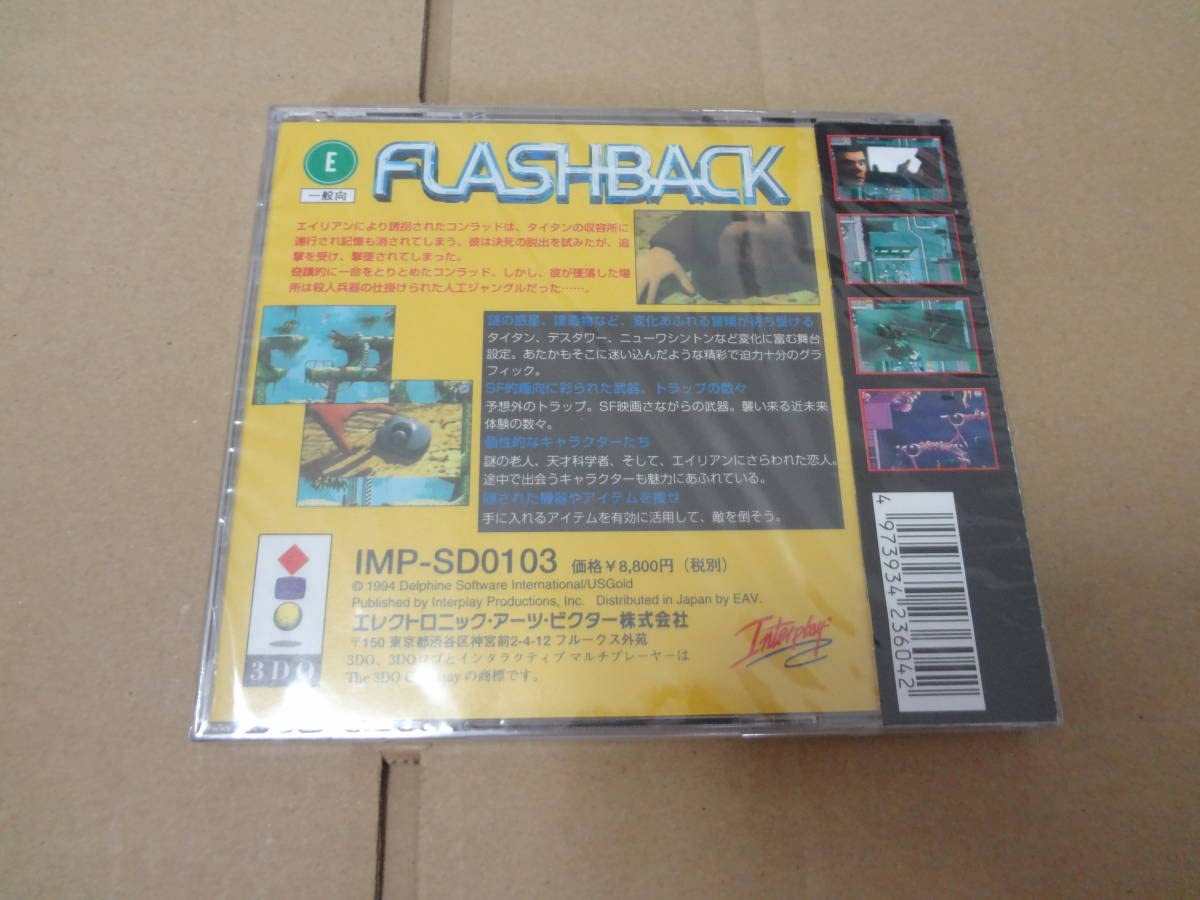 E
一般向
FLASHBACK
エイリアンにより誘拐されたコンラッドは、タイタンの収容所に
運行され記憶も消されてしまう。彼は決死の脱出を試みたが、追
撃を受け、撃墜されてしまった。
奇蹟的に一命をとりとめたコンラッド。しかし、彼が墜落した場
所は殺人兵器の仕掛けられた人工ジャングルだった……。
謎の惑星、建造物など、変化あふれる冒険が待ち受ける
タイタン、デスタワー、ニューワシントンなど変化に富む舞台
設定。あたかもそこに迷い込んだような精彩で迫力十分のグラ
フィック。
SF的趣向に彩られた武器、トラップの数々
予想外のトラップ。SF映画さながらの武器。襲い来る近未来
体験の数々。
個性的なキャラクターたち
謎の老人、天才科学者、そして、エイリアンにさらわれた恋人。
途中で出会うキャラクターも魅力にあふれている。
隠された機器やアイテムを捜せ
手に入れるアイテムを有効に活用して、敵を倒そう。
IMP-SD0103 価格￥8,800円（税別）
© 1994 Delphine Software International/USGold
Published by Interplay Productions, Inc. Distributed in Japan by EAV.
エレクトロニック・アーツ・ビクター株式会社
〒150 東京都渋谷区神宮前2-4-12 フルークス外苑
3DO、3DOロゴとインタラクティブ マルチプレーヤーは
The 3DO Company の商標です。
3DO
Interplay
4 973934 236042